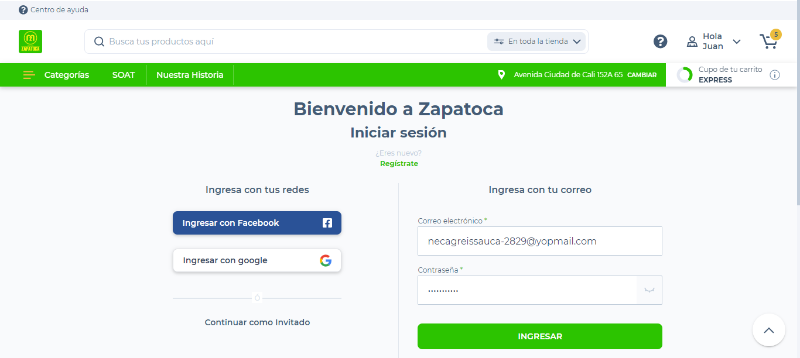 Centro de ayuda
ZAPATOCA
Busca tus productos aquí
En toda la tienda
Hola
Juan
5
Categorías
SOAT
Nuestra Historia
Avenida Ciudad de Cali 152A 65 CAMBIAR
Cupo de tu carrito
EXPRESS
Bienvenido a Zapatoca
Iniciar sesión
¿Eres nuevo?
Regístrate
Ingresa con tus redes
Ingresa con tu correo
Ingresar con Facebook
Correo electrónico *
necagreissauca-2829@yopmail.com
Ingresar con google
Contraseña *
•••••••••••
O
Continuar como Invitado
INGRESAR